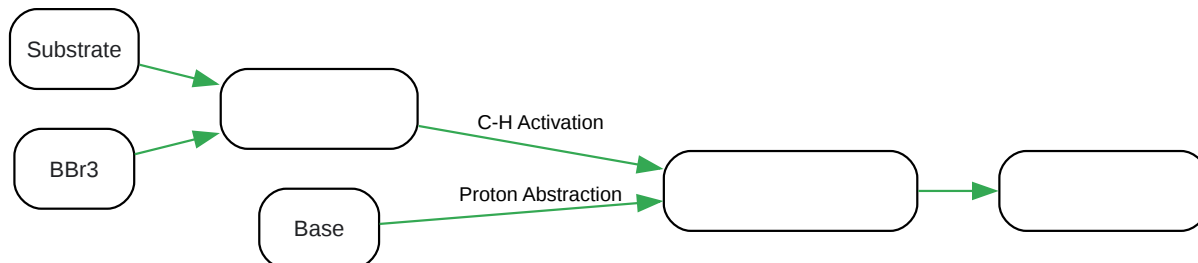 Substrate
BBr3
C-H Activation
Proton Abstraction
Base